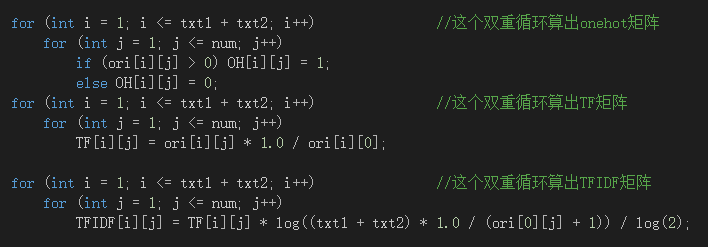 for (int i = 1; i <= txt1 + txt2; i++) //这个双重循环算出onehot矩阵
for (int j = 1; j <= num; j++)
if (ori[i][j] > 0) OH[i][j] = 1;
else OH[i][j] = 0;
for (int i = 1; i <= txt1 + txt2; i++) //这个双重循环算出TF矩阵
for (int j = 1; j <= num; j++)
TF[i][j] = ori[i][j] * 1.0 / ori[i][0];
for (int i = 1; i <= txt1 + txt2; i++) //这个双重循环算出TFIDF矩阵
for (int j = 1; j <= num; j++)
TFIDF[i][j] = TF[i][j] * log((txt1 + txt2) * 1.0 / (ori[0][j] + 1)) / log(2);